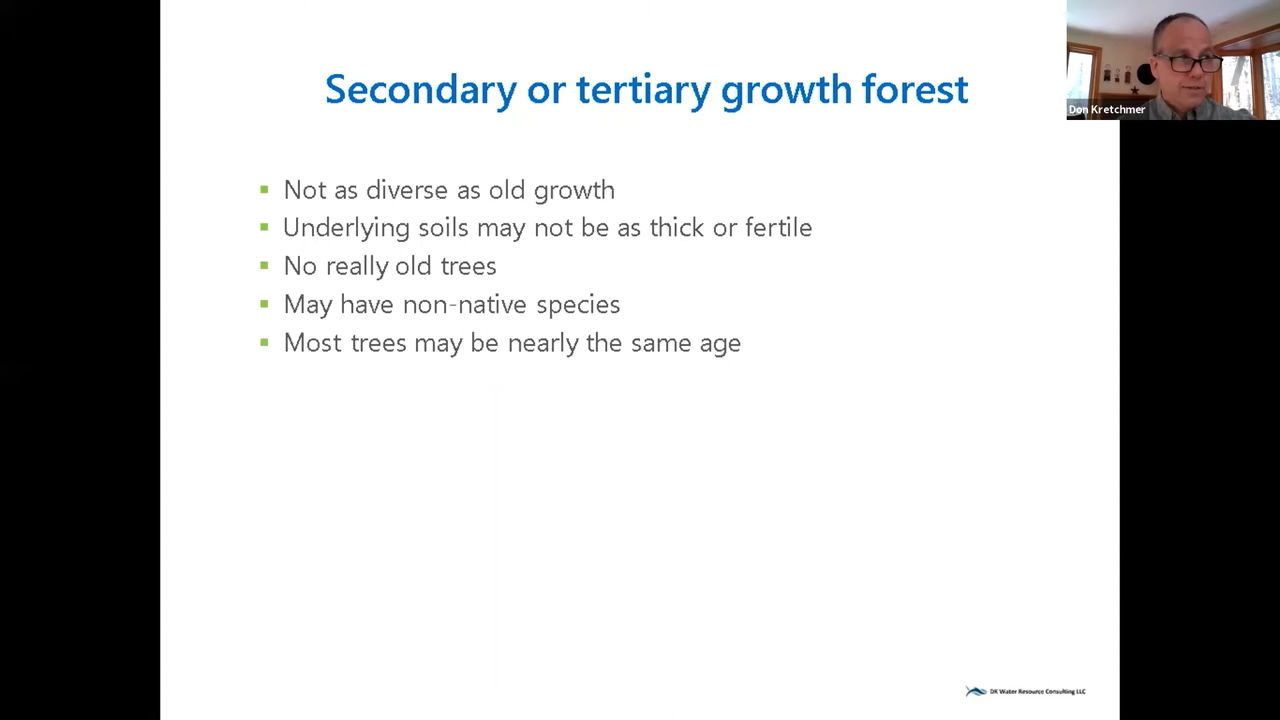 Secondary or tertiary growth forest
Don Kretchmer
Not as diverse as old growth
Underlying soils may not be as thick or fertile
No really old trees
May have non-native species
Most trees may be nearly the same age
DK Water Resource Consulting LLC